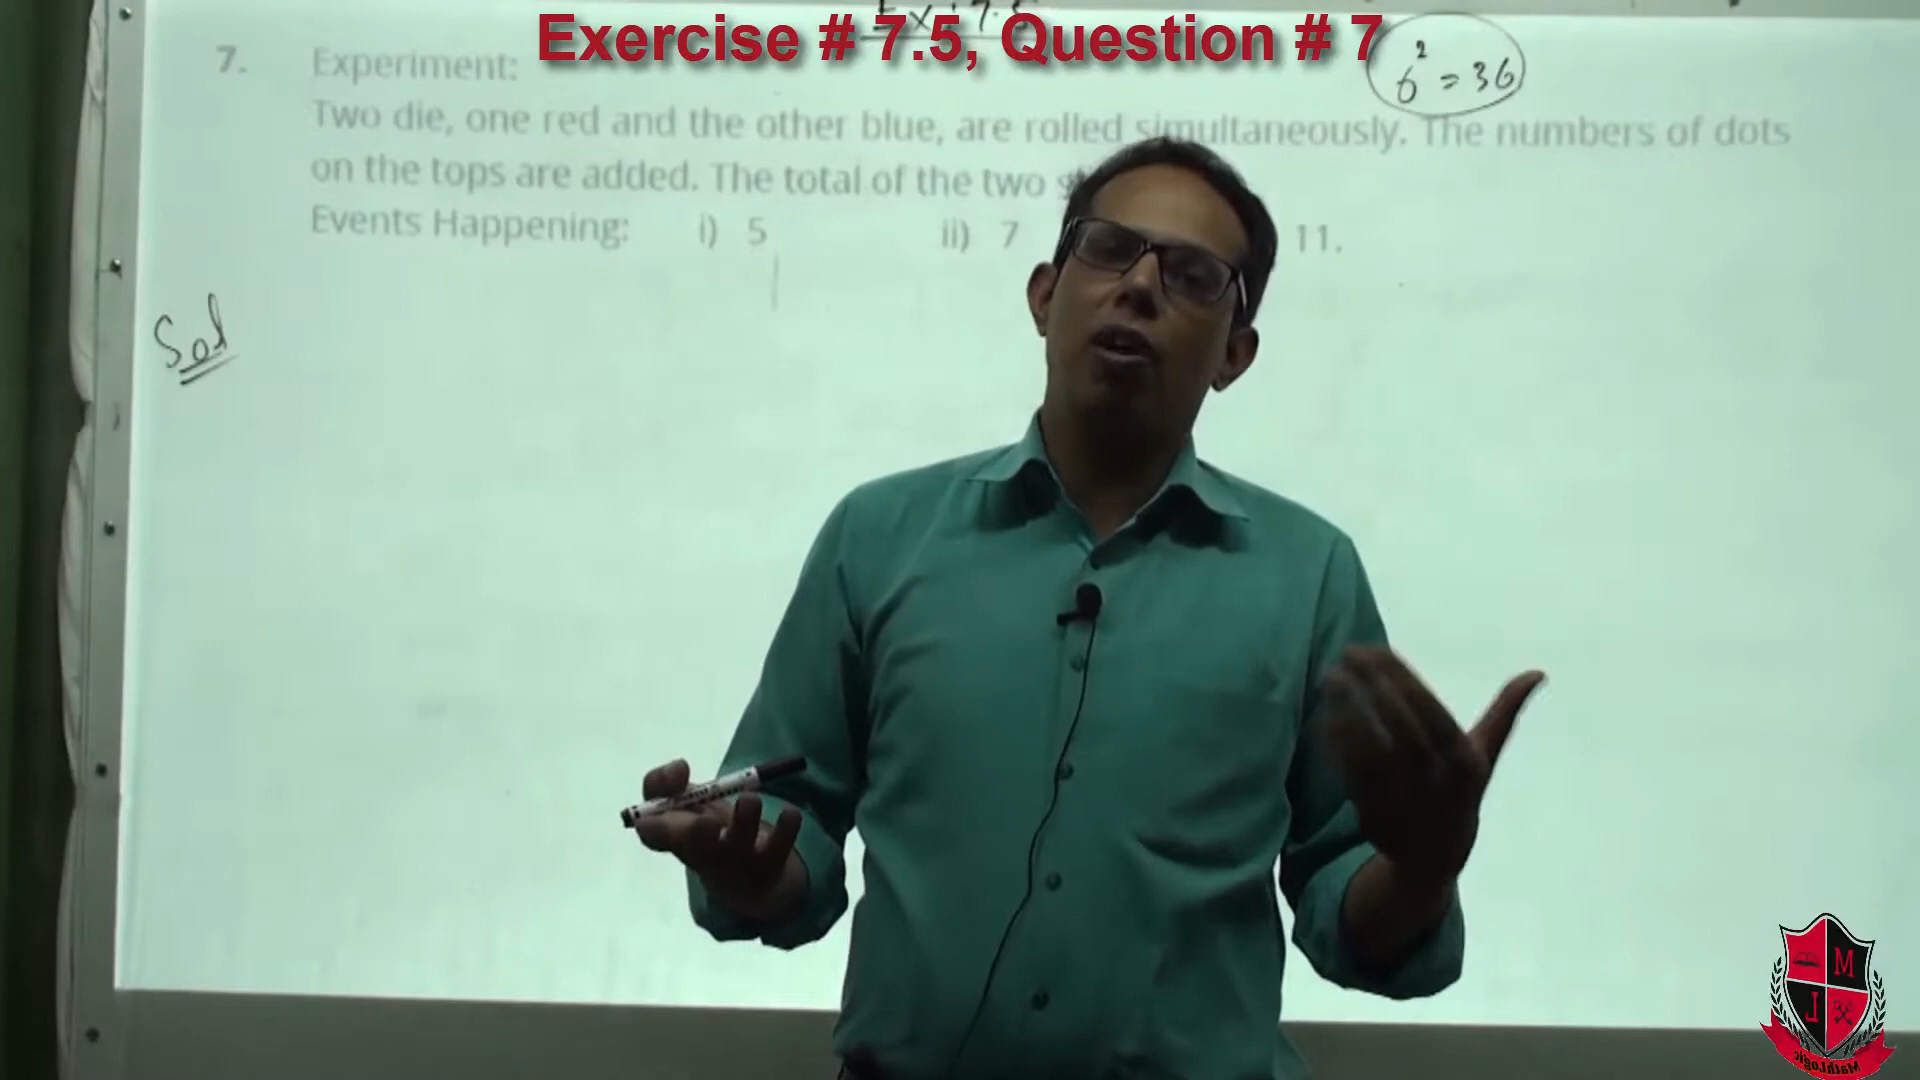 Exercise # 7.5, Question # 7
6² = 36
7. Experiment:
Two die, one red and the other blue, are rolled simultaneously. The numbers of dots
on the tops are added. The total of the two
Events Happening: i) 5 ii) 7 11.
Sol
M
J
MathLogic